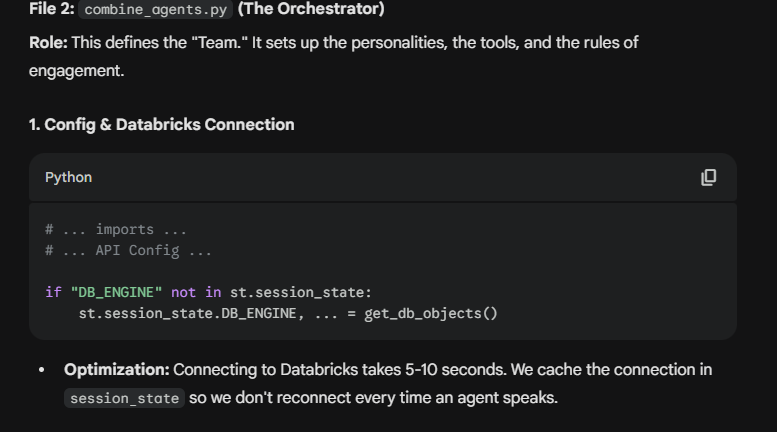 File 2: combine_agents.py (The Orchestrator)
Role: This defines the "Team." It sets up the personalities, the tools, and the rules of
engagement.
1. Config & Databricks Connection
Python
# ... imports ...
# ... API Config ...
if "DB_ENGINE" not in st.session_state:
    st.session_state.DB_ENGINE, ... = get_db_objects()
• Optimization: Connecting to Databricks takes 5-10 seconds. We cache the connection in
session_state so we don't reconnect every time an agent speaks.